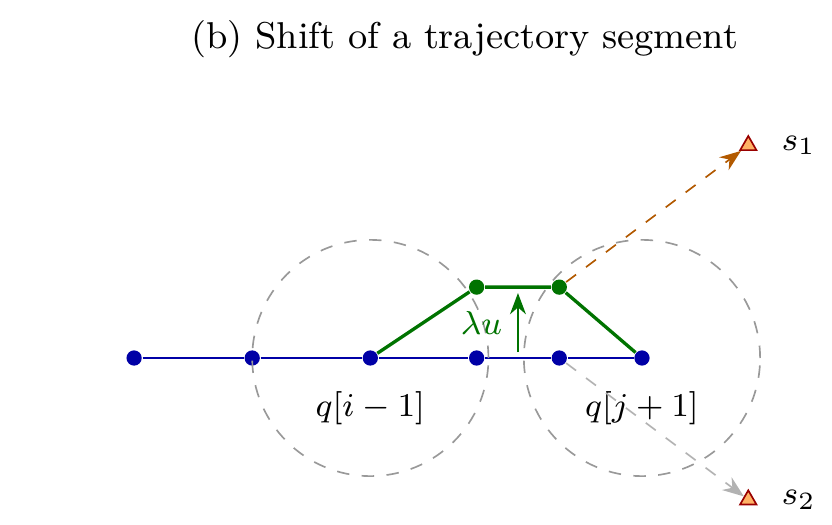 (b) Shift of a trajectory segment
s₁
λu
q[i − 1]
q[j + 1]
s₂